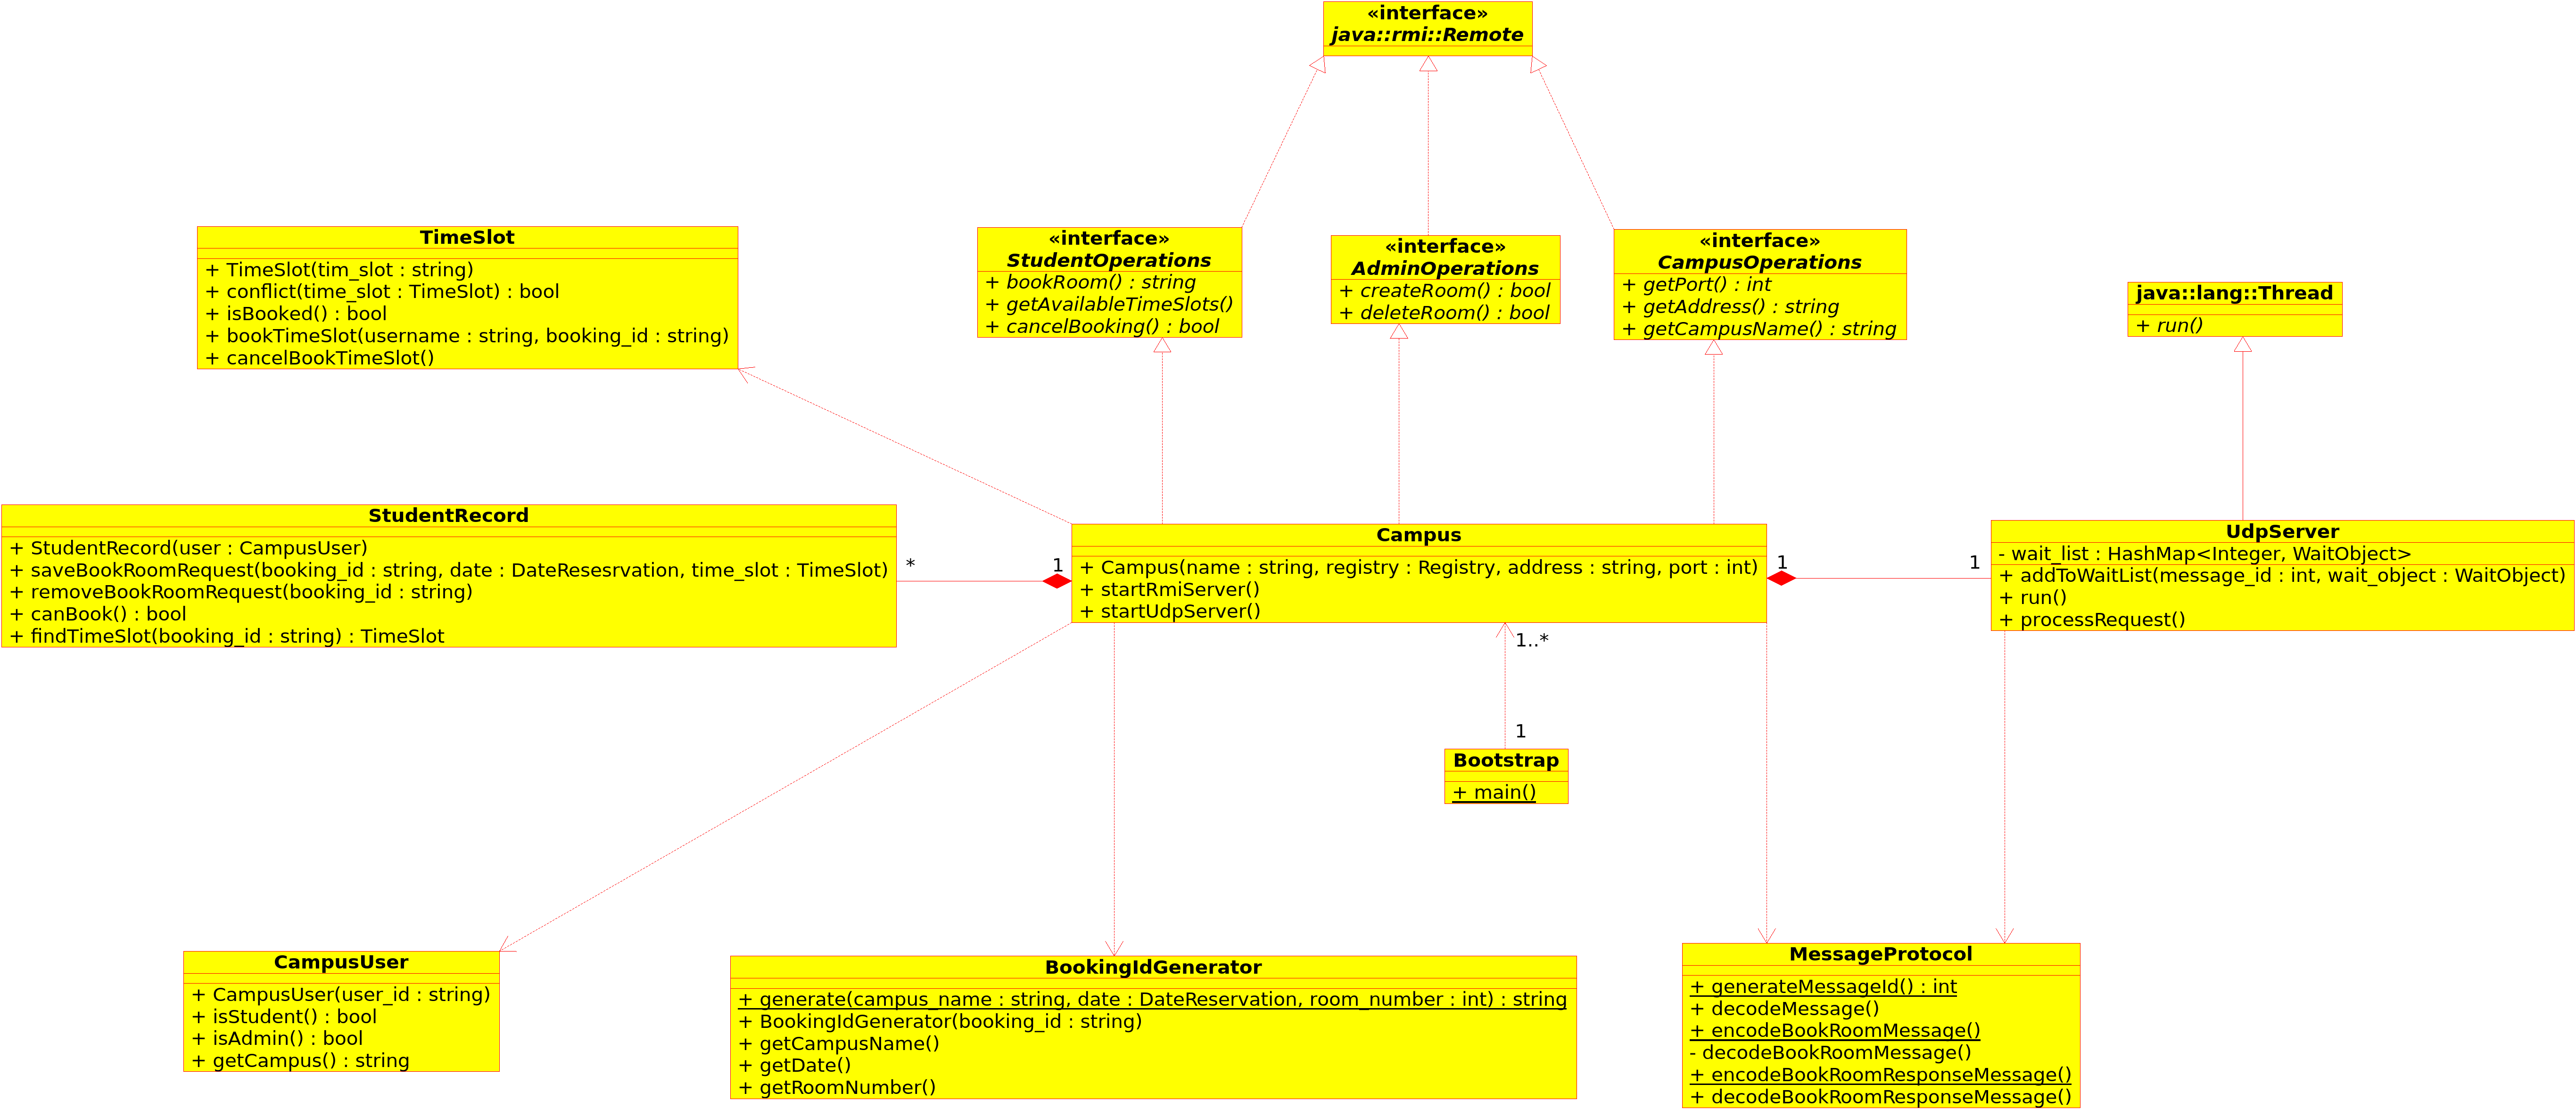 «interface»
java::rmi::Remote
TimeSlot
+ TimeSlot(tim_slot : string)
+ conflict(time_slot : TimeSlot) : bool
+ isBooked() : bool
+ bookTimeSlot(username : string, booking_id : string)
+ cancelBookTimeSlot()
«interface»
StudentOperations
+ bookRoom() : string
+ getAvailableTimeSlots()
+ cancelBooking() : bool
«interface»
AdminOperations
+ createRoom() : bool
+ deleteRoom() : bool
«interface»
CampusOperations
+ getPort() : int
+ getAddress() : string
+ getCampusName() : string
java::lang::Thread
+ run()
StudentRecord
+ StudentRecord(user : CampusUser)
+ saveBookRoomRequest(booking_id : string, date : DateResesrvation, time_slot : TimeSlot)
+ removeBookRoomRequest(booking_id : string)
+ canBook() : bool
+ findTimeSlot(booking_id : string) : TimeSlot
*
1
Campus
+ Campus(name : string, registry : Registry, address : string, port : int)
+ startRmiServer()
+ startUdpServer()
1
1
UdpServer
- wait_list : HashMap<Integer, WaitObject>
+ addToWaitList(message_id : int, wait_object : WaitObject)
+ run()
+ processRequest()
1..*
1
Bootstrap
+ main()
CampusUser
+ CampusUser(user_id : string)
+ isStudent() : bool
+ isAdmin() : bool
+ getCampus() : string
BookingIdGenerator
+ generate(campus_name : string, date : DateReservation, room_number : int) : string
+ BookingIdGenerator(booking_id : string)
+ getCampusName()
+ getDate()
+ getRoomNumber()
MessageProtocol
+ generateMessageId() : int
+ decodeMessage()
+ encodeBookRoomMessage()
- decodeBookRoomMessage()
+ encodeBookRoomResponseMessage()
+ decodeBookRoomResponseMessage()